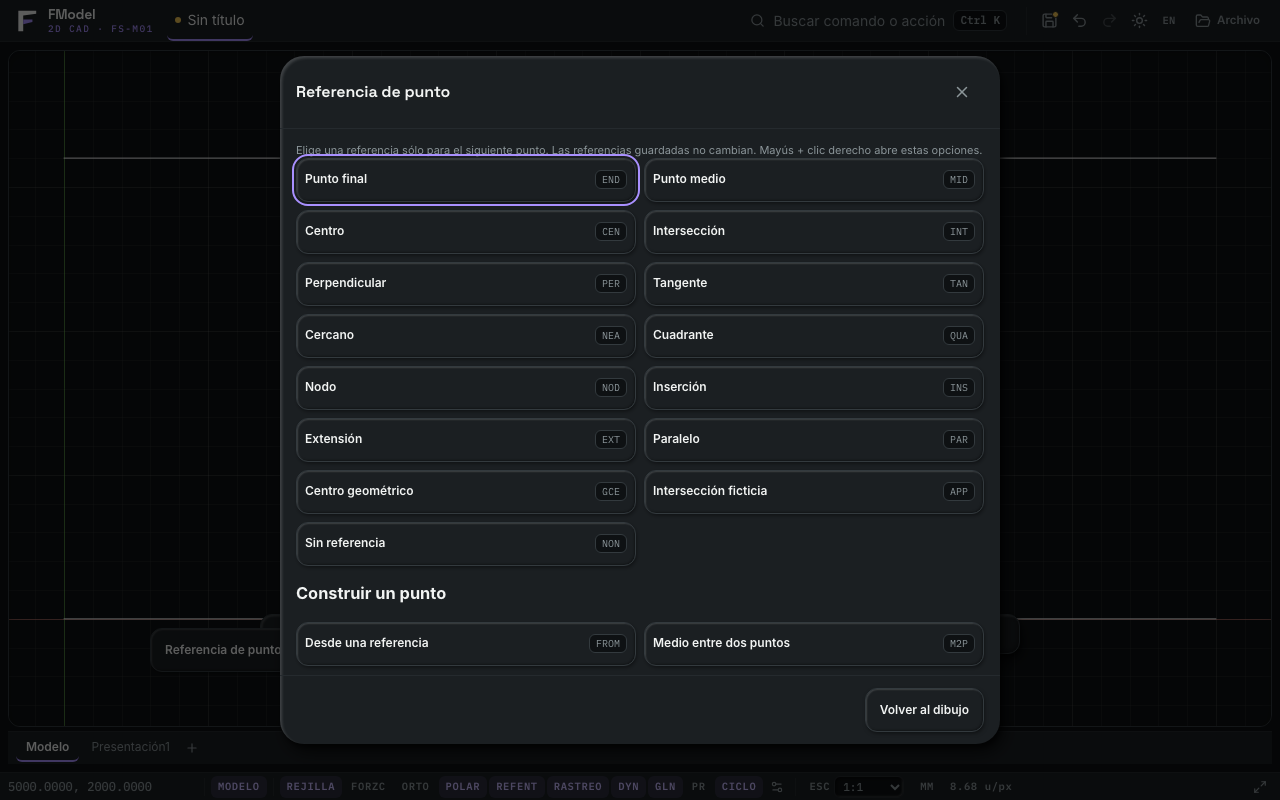 FModel
2D CAD · FS-M01
Sin título
Buscar comando o acción
Ctrl K
EN
Archivo
Referencia de punto
Elige una referencia sólo para el siguiente punto. Las referencias guardadas no cambian. Mayús + clic derecho abre estas opciones.
Punto final END
Punto medio MID
Centro CEN
Intersección INT
Perpendicular PER
Tangente TAN
Cercano NEA
Cuadrante QUA
Nodo NOD
Inserción INS
Extensión EXT
Paralelo PAR
Centro geométrico GCE
Intersección ficticia APP
Sin referencia NON
Construir un punto
Desde una referencia FROM
Medio entre dos puntos M2P
Referencia de punto
Volver al dibujo
Modelo
Presentación1
+
5000.0000, 2000.0000
MODELO
REJILLA
FORZC
ORTO
POLAR
REFENT
RASTREO
DYN
GLN
PR
CICLO
ESC
1:1
MM
8.68 u/px